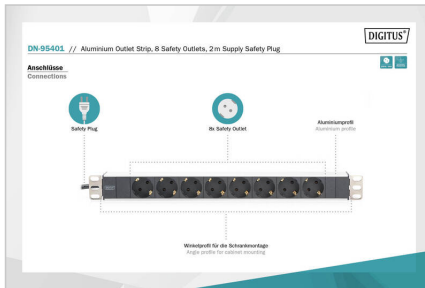 DIGITUS®
DN-95401 // Aluminium Outlet Strip, 8 Safety Outlets, 2 m Supply Safety Plug
Anschlüsse
Connections
Safety Plug
8x Safety Outlet
Aluminiumprofil
Aluminium profile
Winkelprofil für die Schrankmontage
Angle profile for cabinet mounting